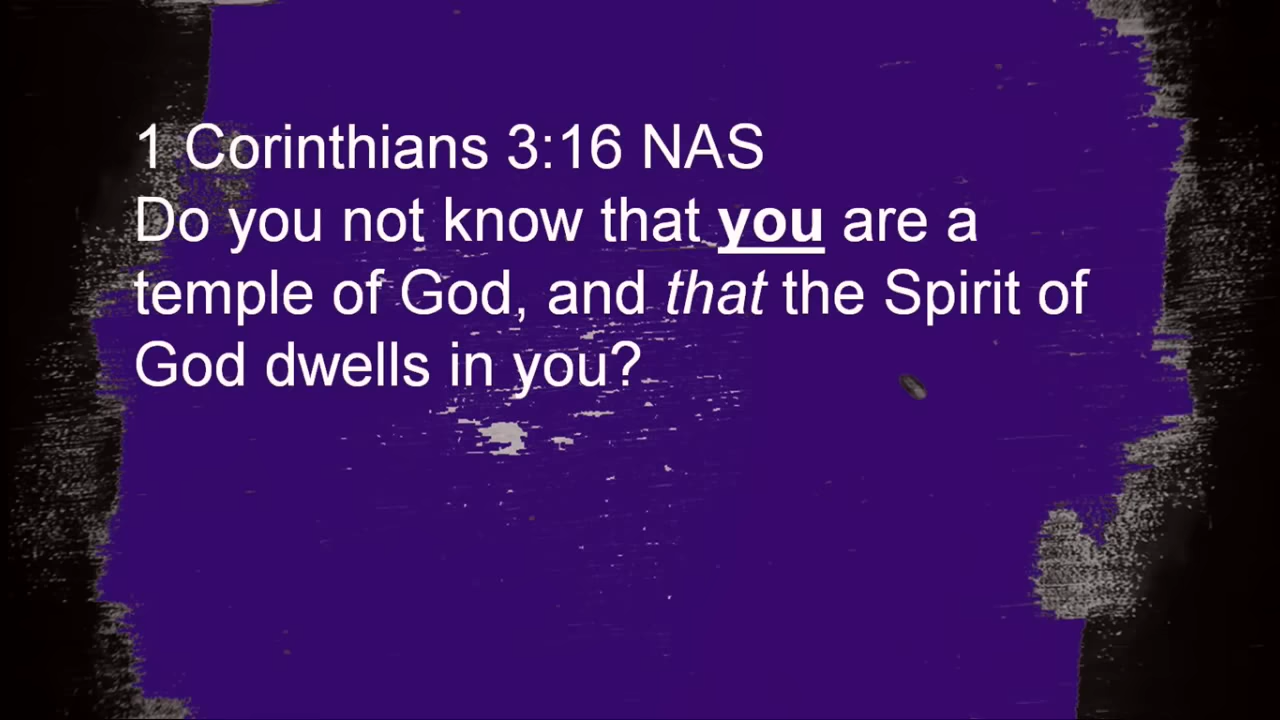 1 Corinthians 3:16 NAS
Do you not know that you are a
temple of God, and that the Spirit of
God dwells in you?